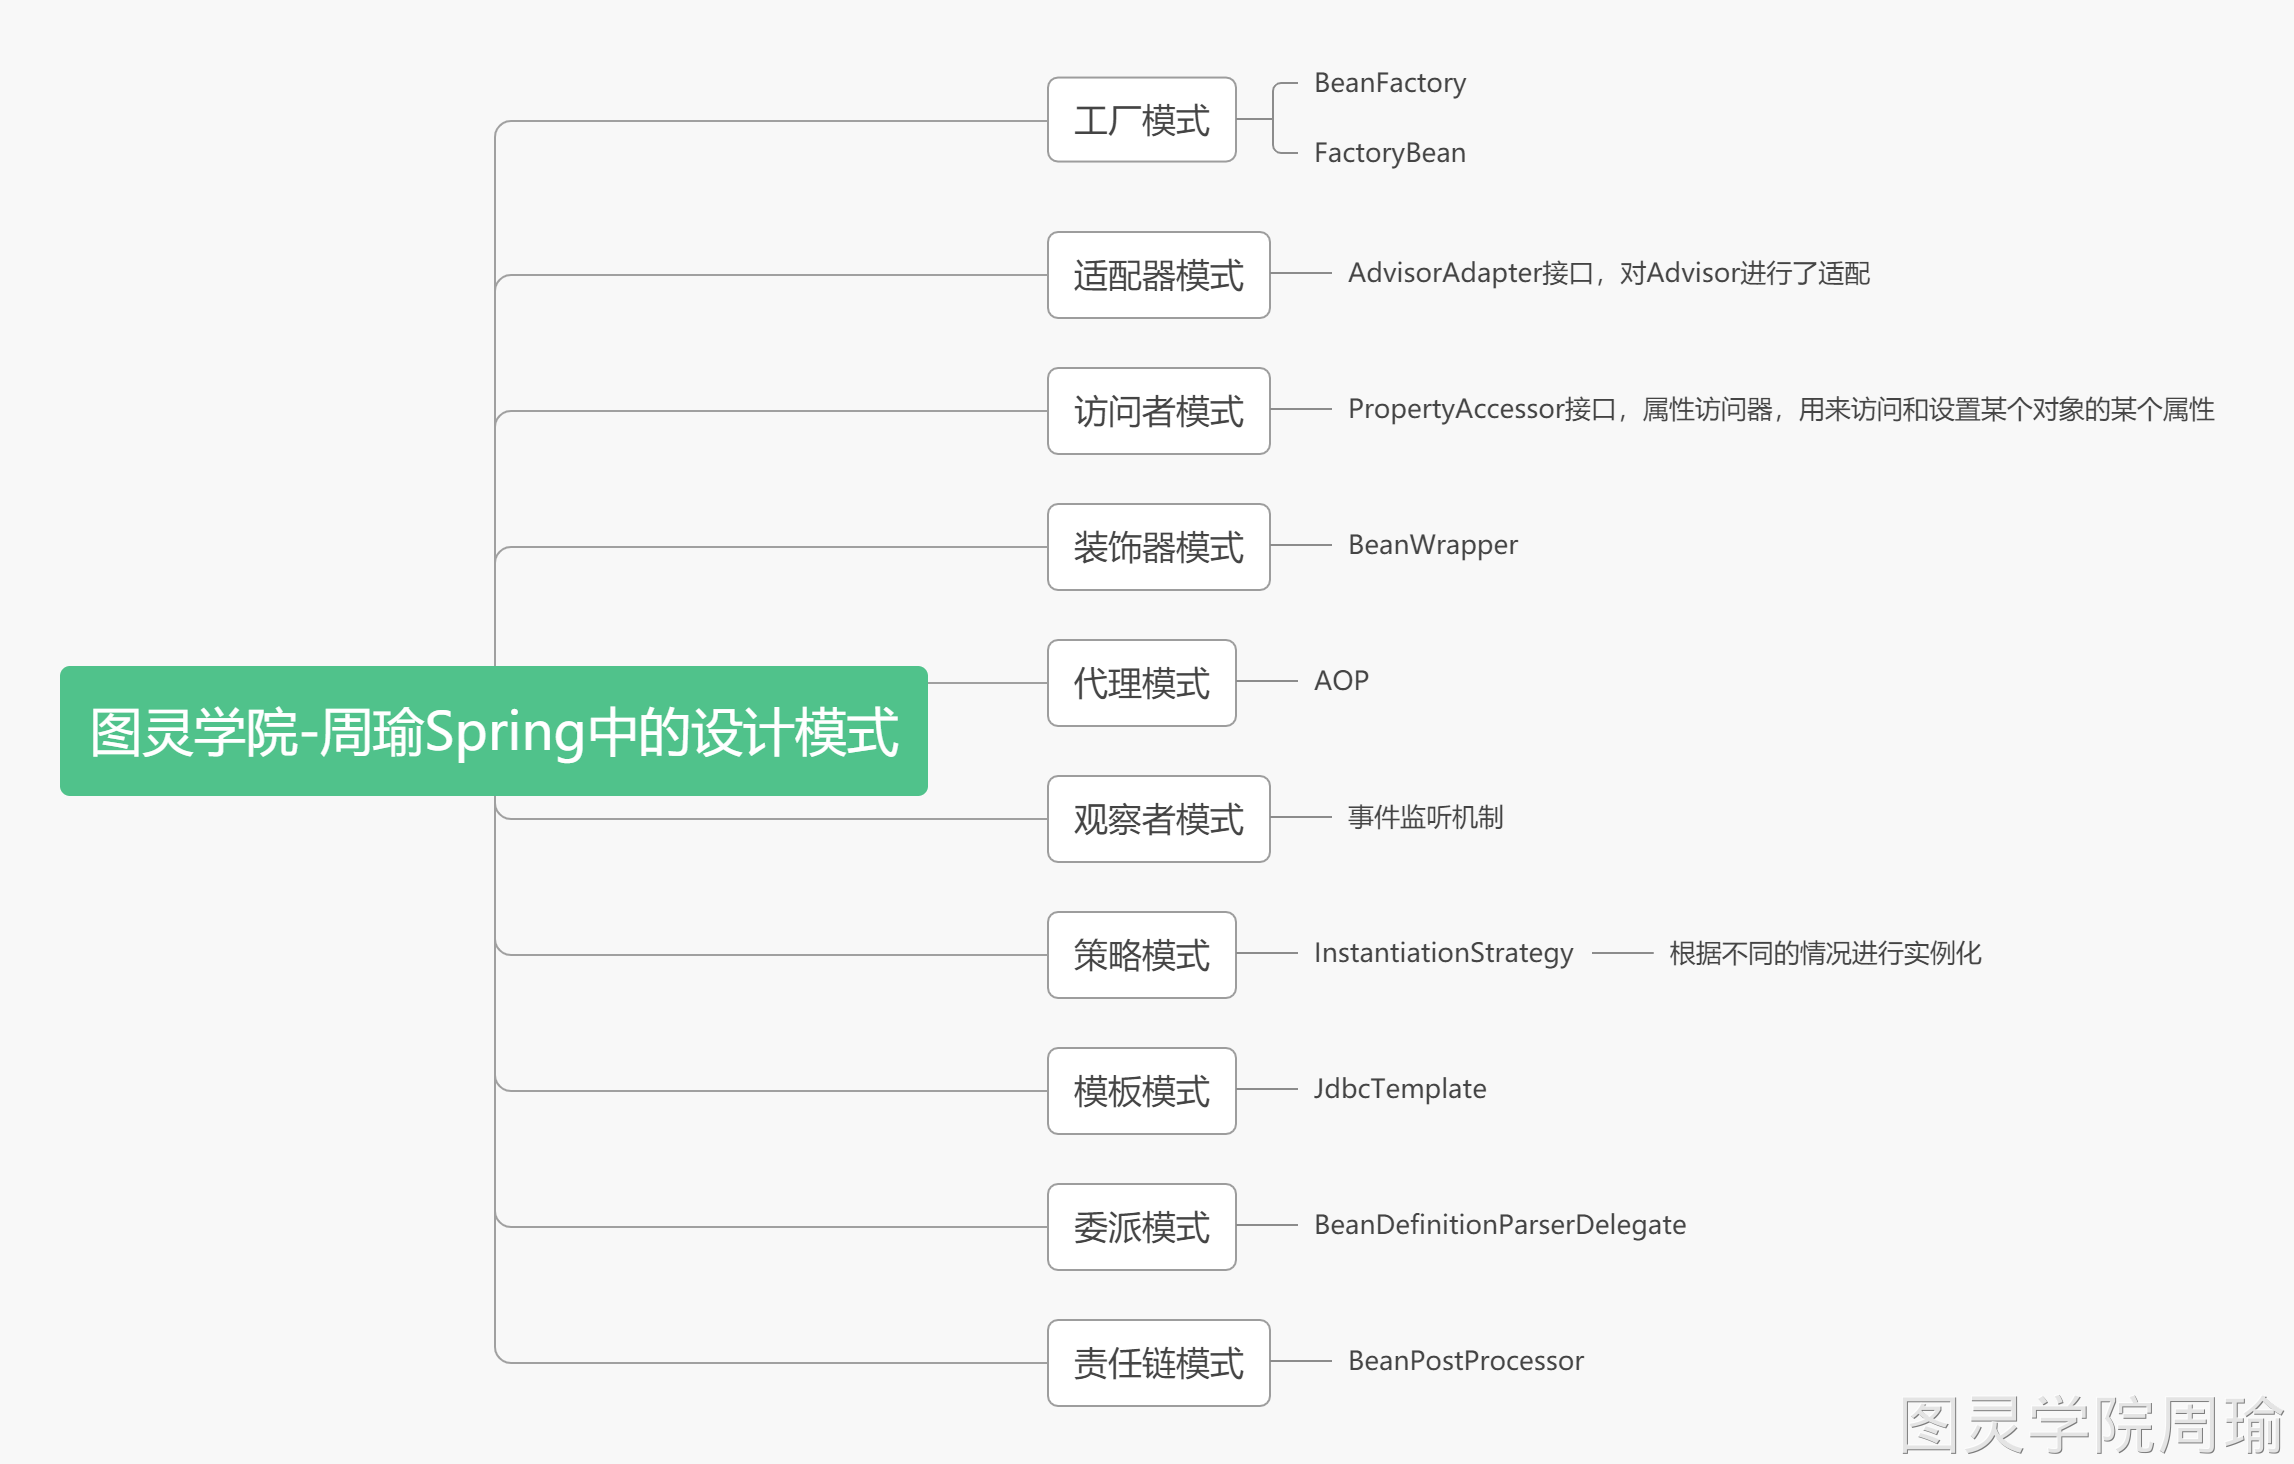 图灵学院-周瑜Spring中的设计模式
工厂模式
BeanFactory
FactoryBean
适配器模式
AdvisorAdapter接口，对Advisor进行了适配
访问者模式
PropertyAccessor接口，属性访问器，用来访问和设置某个对象的某个属性
装饰器模式
BeanWrapper
代理模式
AOP
观察者模式
事件监听机制
策略模式
InstantiationStrategy
根据不同的情况进行实例化
模板模式
JdbcTemplate
委派模式
BeanDefinitionParserDelegate
责任链模式
BeanPostProcessor
图灵学院周瑜